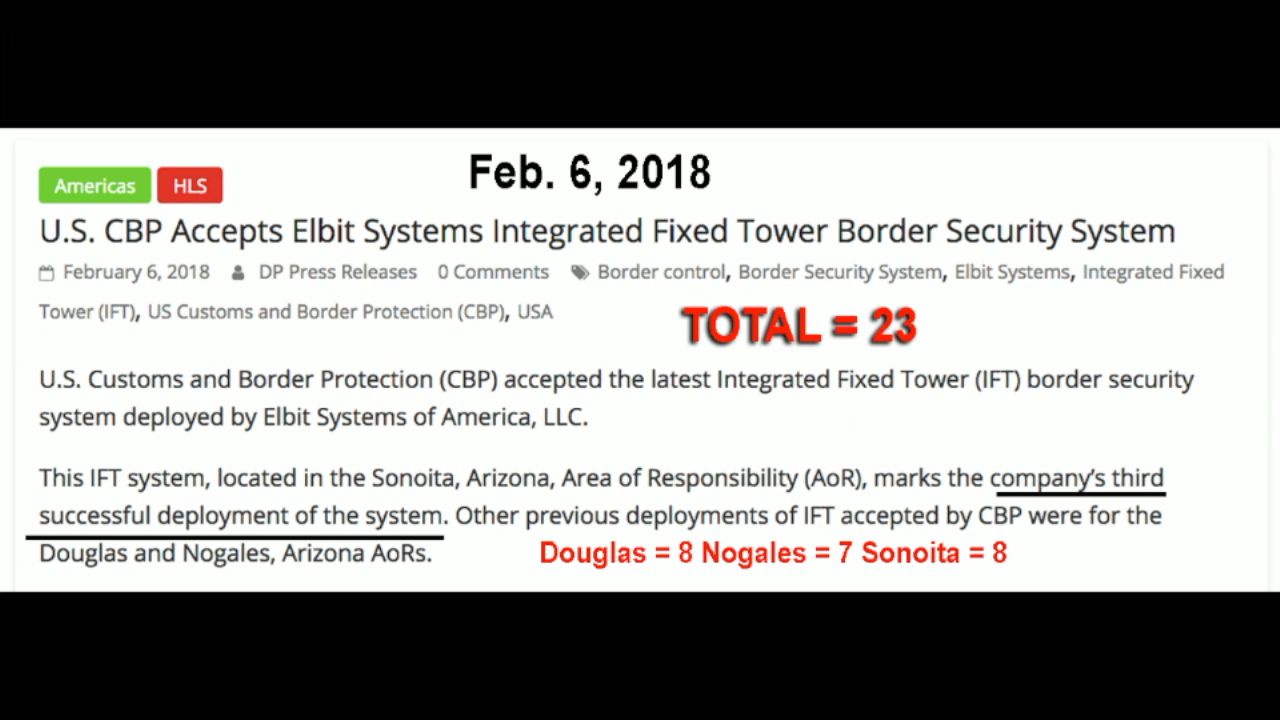 Feb. 6, 2018
Americas HLS
U.S. CBP Accepts Elbit Systems Integrated Fixed Tower Border Security System
February 6, 2018 DP Press Releases 0 Comments Border control, Border Security System, Elbit Systems, Integrated Fixed
Tower (IFT), US Customs and Border Protection (CBP), USA
TOTAL = 23
U.S. Customs and Border Protection (CBP) accepted the latest Integrated Fixed Tower (IFT) border security
system deployed by Elbit Systems of America, LLC.
This IFT system, located in the Sonoita, Arizona, Area of Responsibility (AoR), marks the company’s third
successful deployment of the system. Other previous deployments of IFT accepted by CBP were for the
Douglas and Nogales, Arizona AoRs.
Douglas = 8 Nogales = 7 Sonoita = 8